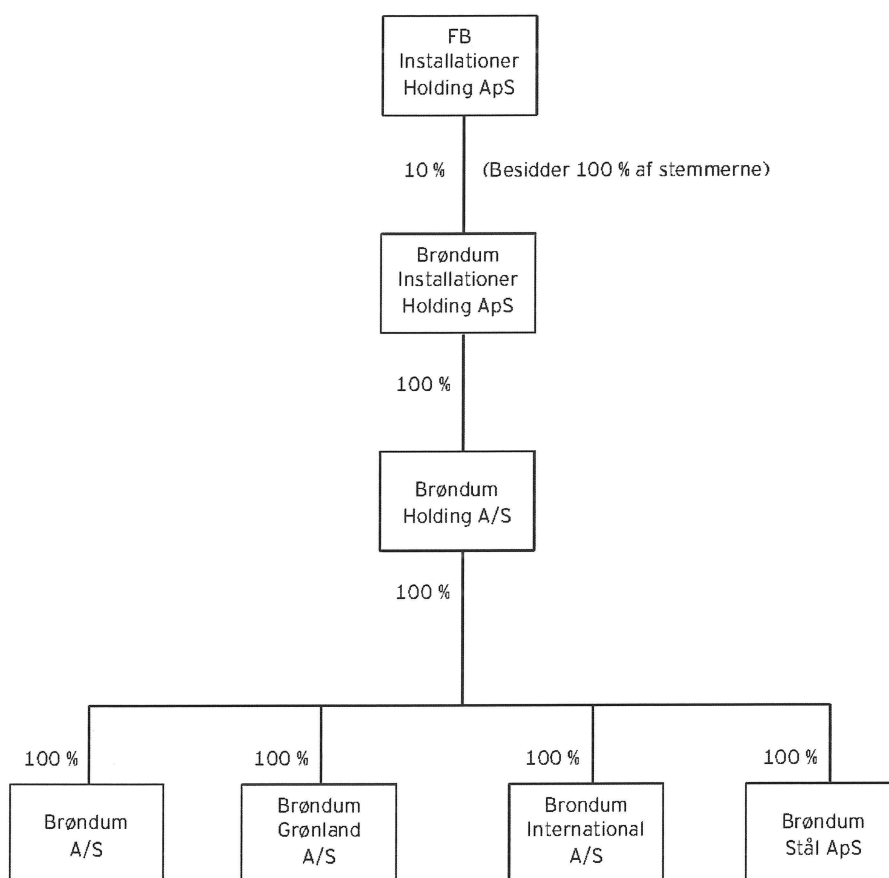 FB
Installationer
Holding ApS
10 % (Besidder 100 % af stemmerne)
Brøndum
Installationer
Holding ApS
100 %
Brøndum
Holding A/S
100 %
100 %
100 %
100 %
100 %
Brøndum
A/S
Brøndum
Grønland
A/S
Brondum
International
A/S
Brøndum
Stål ApS